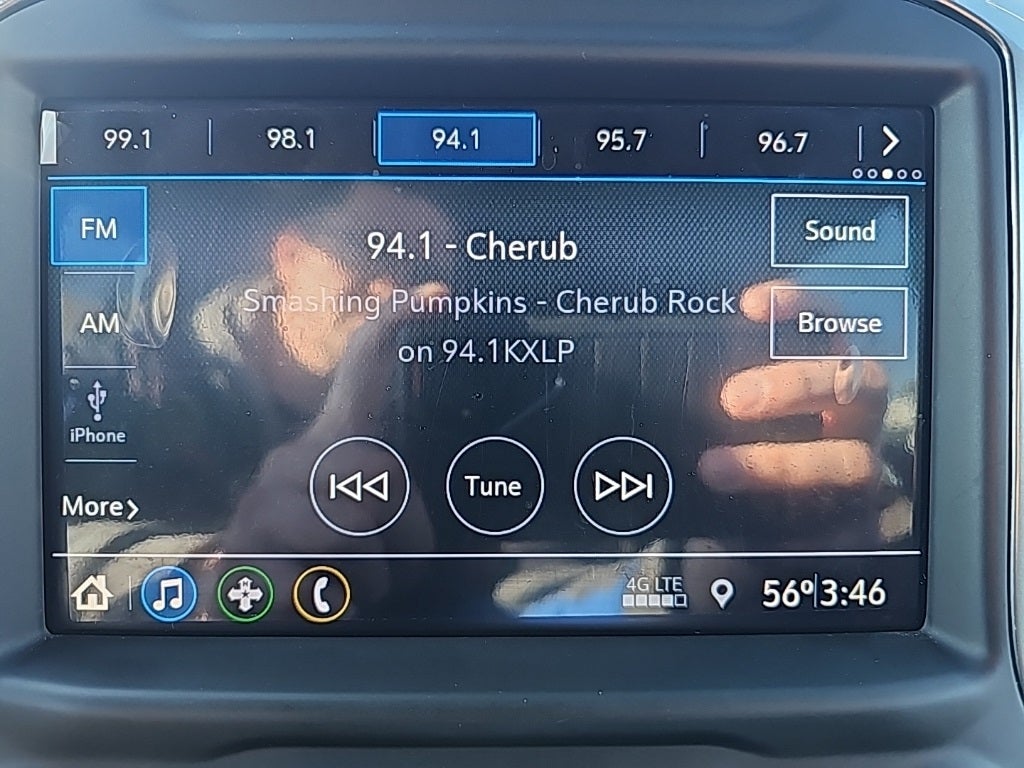 99.1 98.1 94.1 95.7 96.7
FM
94.1 - Cherub
Sound
AM
Smashing Pumpkins - Cherub Rock
on 94.1KXLP
Browse
iPhone
More
Tune
N
4G LTE
56° 3:46